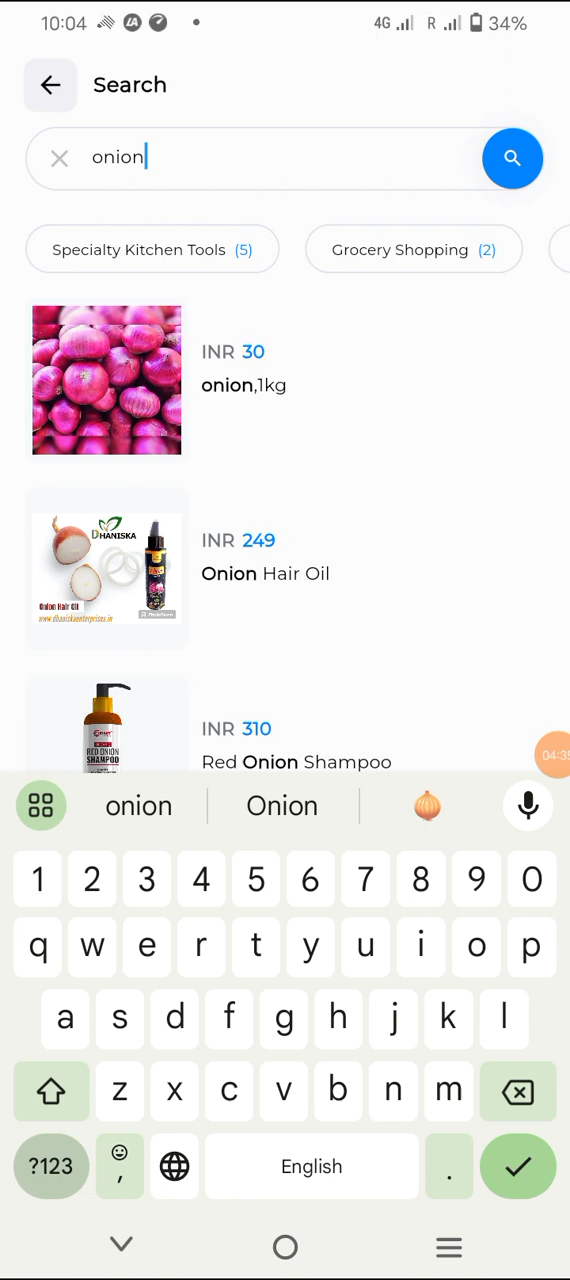 10:04
4G R 34%
Search
onion
Specialty Kitchen Tools (5)
Grocery Shopping (2)
INR 30
onion,1kg
DHANISKA
Onion Hair Oil
www.dhaniskaenterprises.in
INR 249
Onion Hair Oil
RED ONION
SHAMPOO
INR 310
Red Onion Shampoo
04:35
onion Onion
1 2 3 4 5 6 7 8 9 0
q w e r t y u i o p
a s d f g h j k l
z x c v b n m
?123 , English .